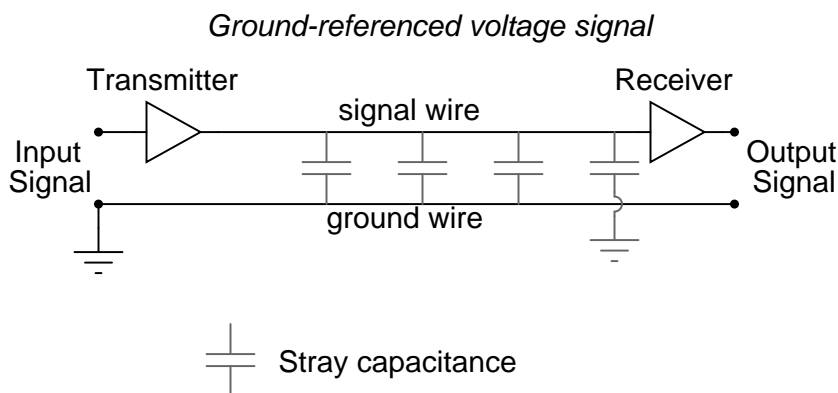 Ground-referenced voltage signal
Transmitter
Receiver
signal wire
Input
Signal
Output
Signal
ground wire
Stray capacitance